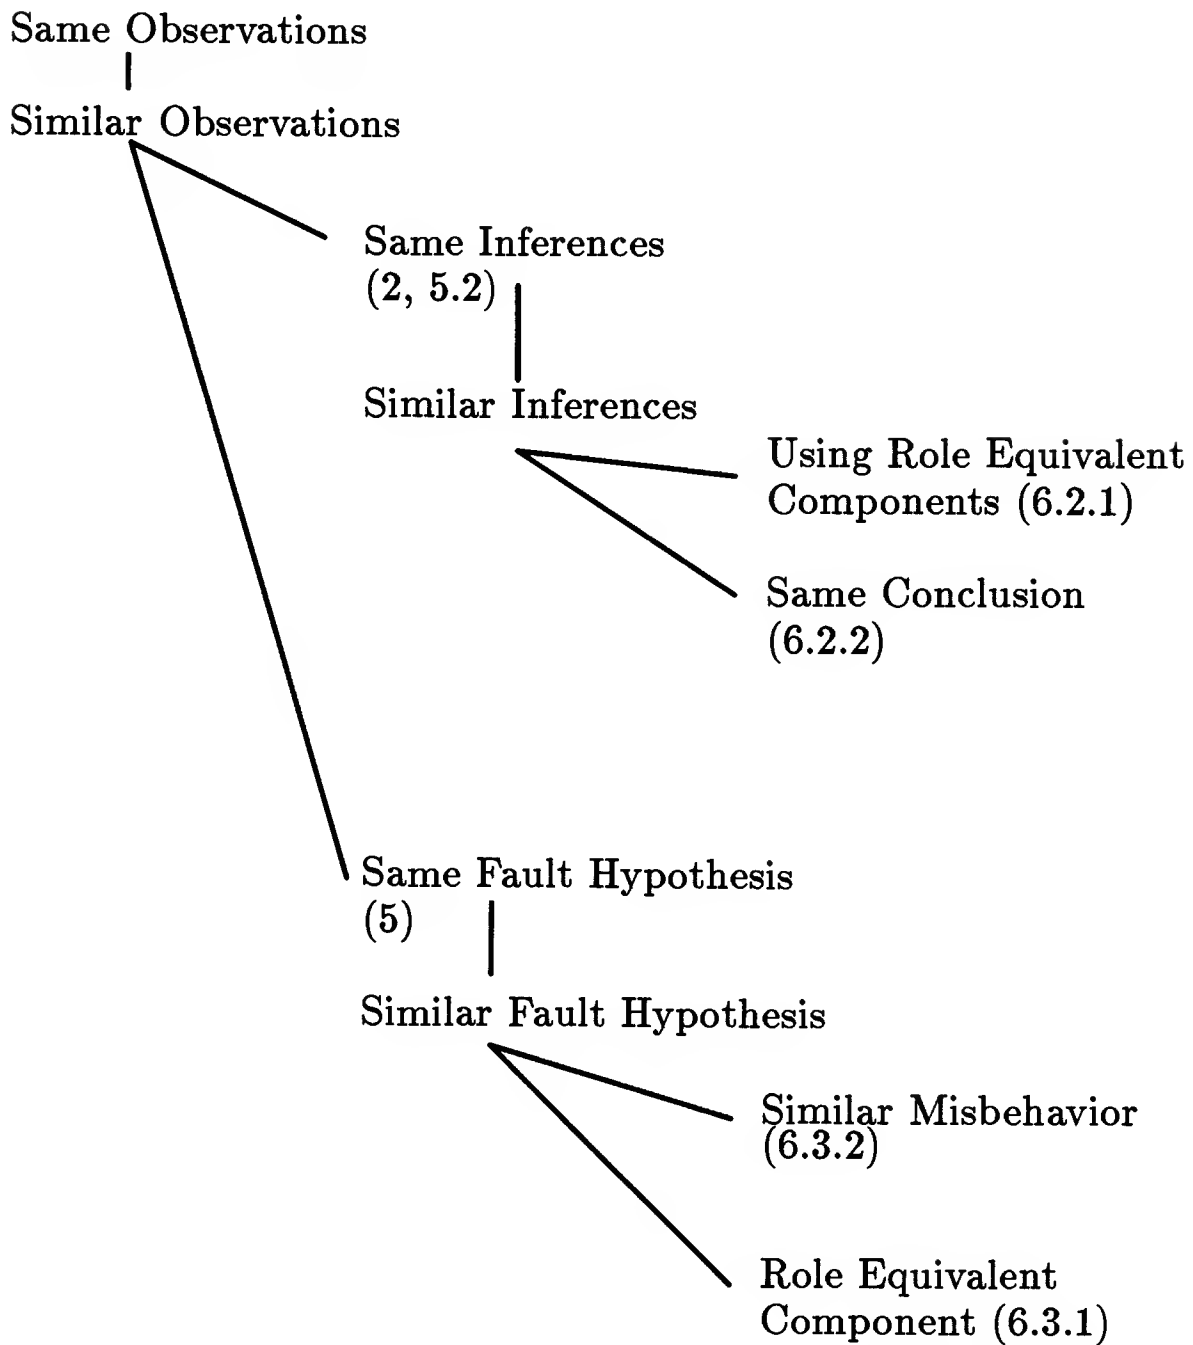 Same Observations
Similar Observations
Same Inferences
(2, 5.2)
Similar Inferences
Using Role Equivalent
Components (6.2.1)
Same Conclusion
(6.2.2)
Same Fault Hypothesis
(5)
Similar Fault Hypothesis
Similar Misbehavior
(6.3.2)
Role Equivalent
Component (6.3.1)